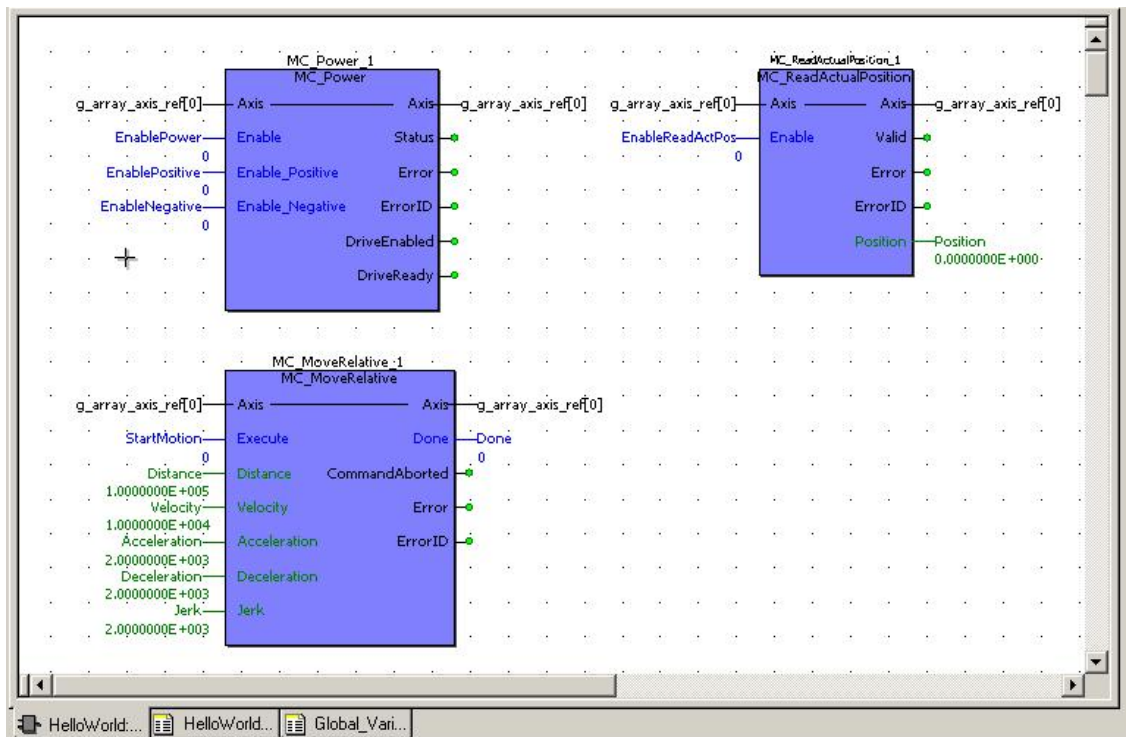 MC_Power_1
MC_Power
g_array_axis_ref[0] Axis Axis g_array_axis_ref[0]
EnablePower Enable Status
0
EnablePositive Enable_Positive Error
0
EnableNegative Enable_Negative ErrorID
0
DriveEnabled
DriveReady
MC_ReadActualPosition_1
MC_ReadActualPosition
g_array_axis_ref[0] Axis Axis g_array_axis_ref[0]
EnableReadActPos Enable Valid
0
Error
ErrorID
Position Position
0.0000000E+000
MC_MoveRelative_1
MC_MoveRelative
g_array_axis_ref[0] Axis Axis g_array_axis_ref[0]
StartMotion Execute Done Done
0 0
Distance Distance CommandAborted
1.0000000E+005
Velocity Velocity Error
1.0000000E+004
Acceleration Acceleration ErrorID
2.0000000E+003
Deceleration Deceleration
2.0000000E+003
Jerk Jerk
2.0000000E+003
HelloWorld:... HelloWorld... Global_Vari...